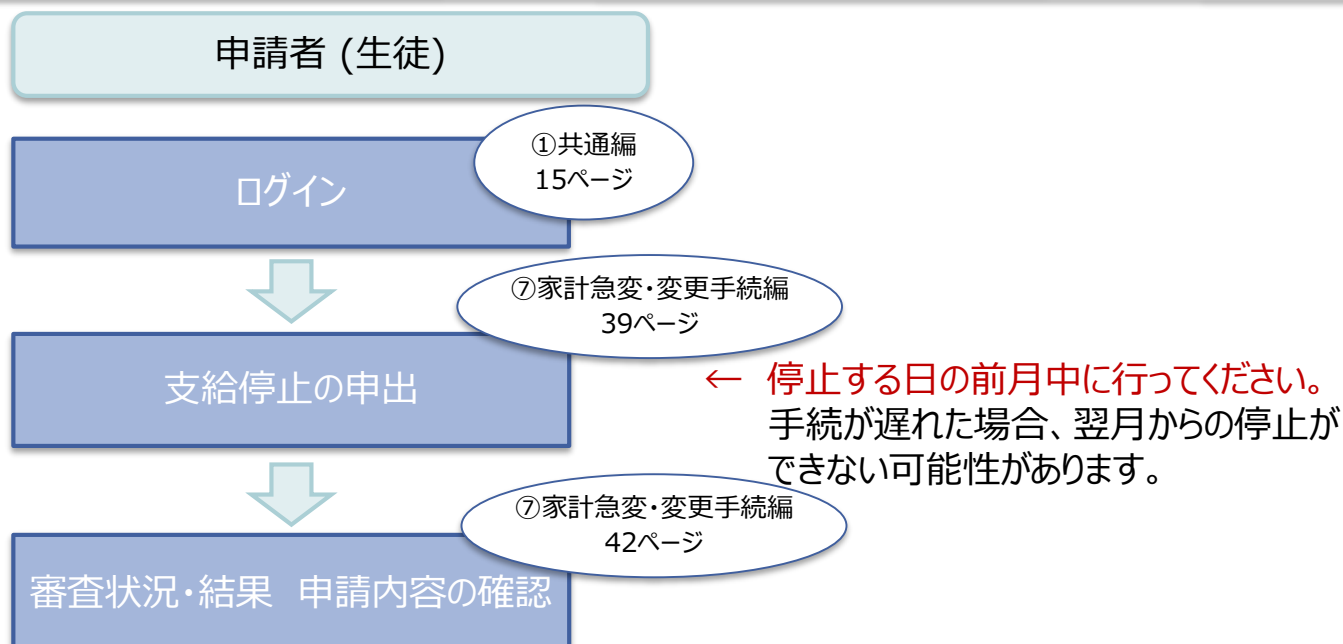 申請者 (生徒)
①共通編
15ページ
ログイン
⑦家計急変・変更手続編
39ページ
支給停止の申出
← 停止する日の前月中に行ってください。
手続が遅れた場合、翌月からの停止が
できない可能性があります。
⑦家計急変・変更手続編
42ページ
審査状況・結果　申請内容の確認